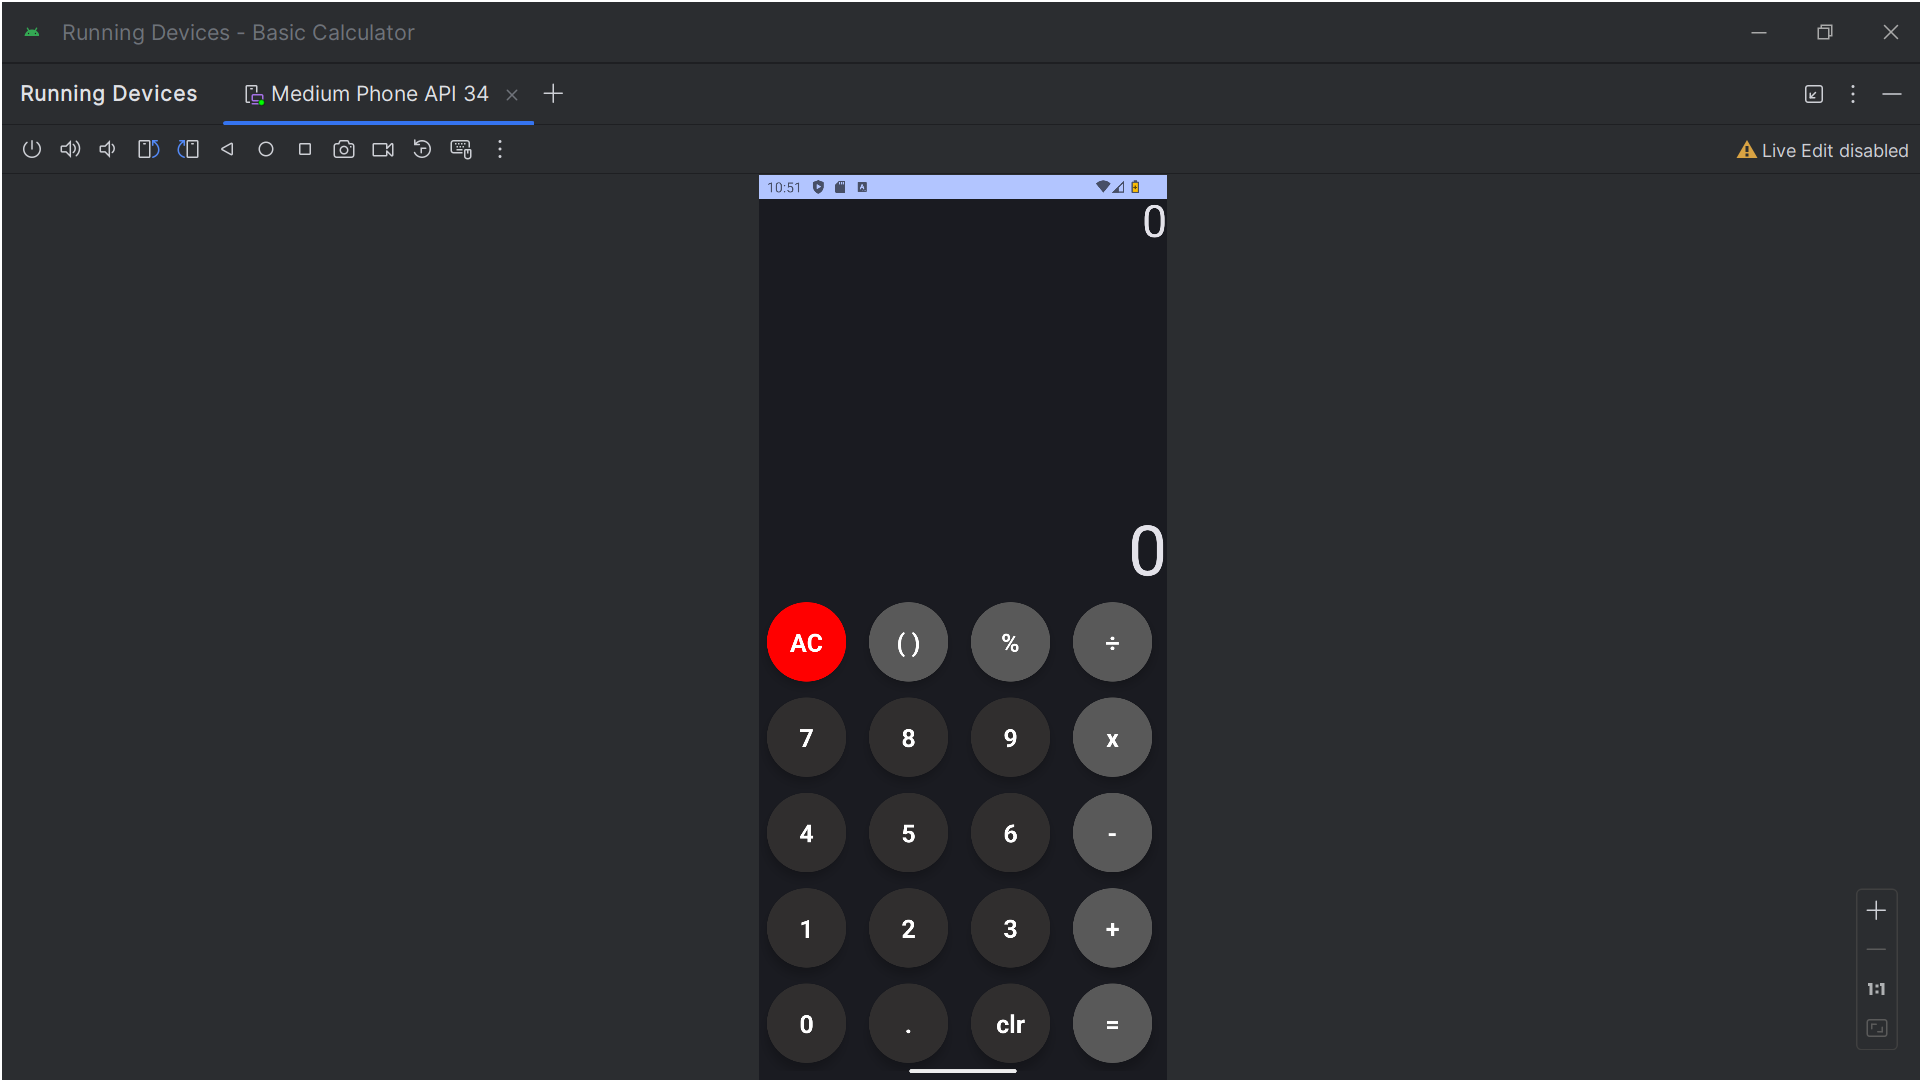 Running Devices - Basic Calculator
Running Devices Medium Phone API 34
Live Edit disabled
10:51
0
0
AC ( ) % ÷
7 8 9 x
4 5 6 -
1 2 3 +
0 . clr =
1:1